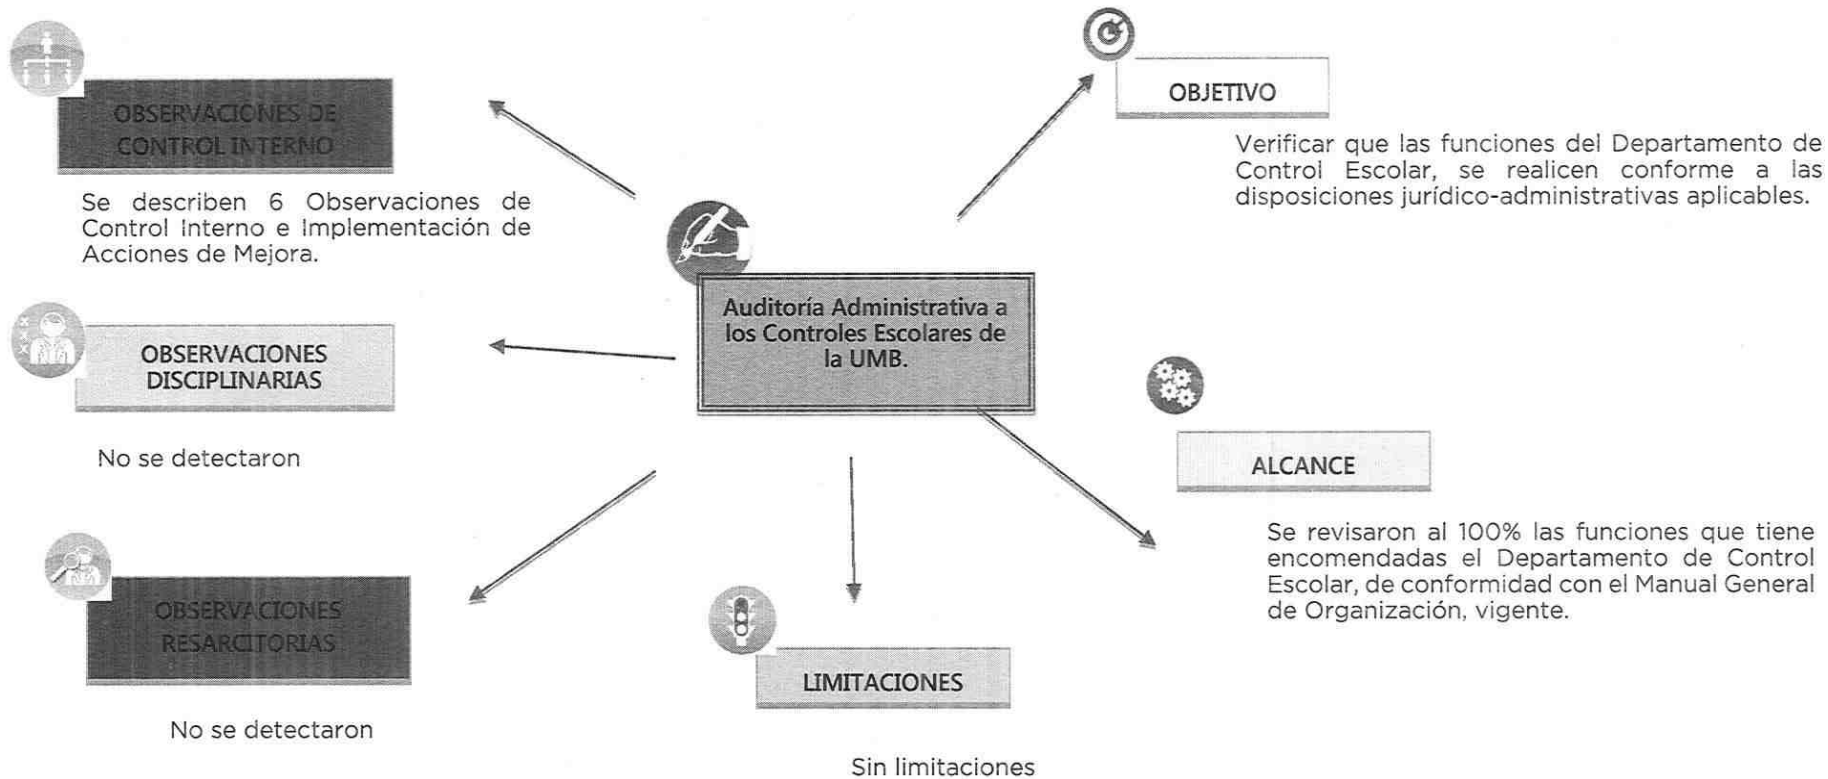 OBSERVACIONES DE
CONTROL INTERNO
Se describen 6 Observaciones de
Control Interno e Implementación de
Acciones de Mejora.
OBSERVACIONES
DISCIPLINARIAS
No se detectaron
OBSERVACIONES
RESARCITORIAS
No se detectaron
Auditoría Administrativa a
los Controles Escolares de
la UMB.
LIMITACIONES
Sin limitaciones
OBJETIVO
Verificar que las funciones del Departamento de
Control Escolar, se realicen conforme a las
disposiciones jurídico-administrativas aplicables.
ALCANCE
Se revisaron al 100% las funciones que tiene
encomendadas el Departamento de Control
Escolar, de conformidad con el Manual General
de Organización, vigente.